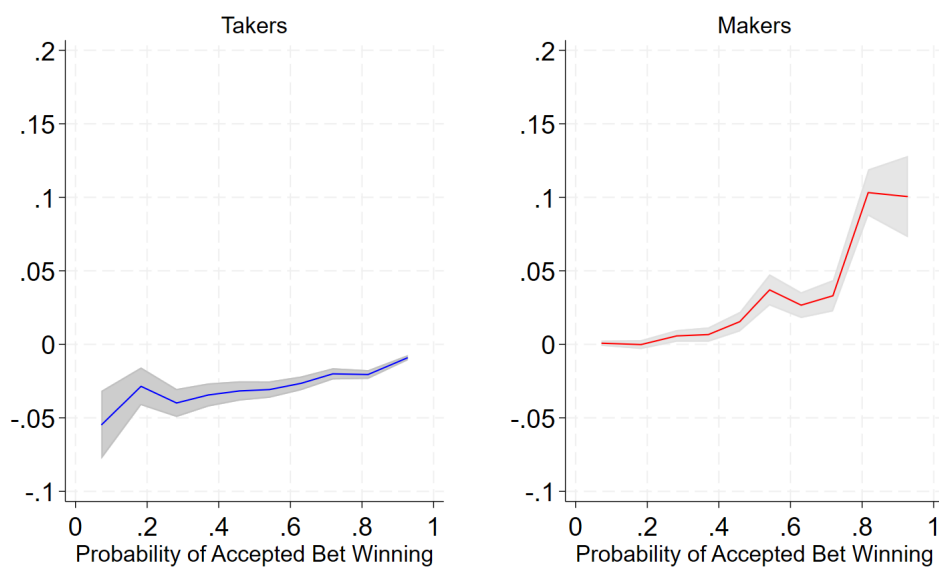 Takers
.2
.15
.1
.05
0
-.05
-.1
0 .2 .4 .6 .8 1
Probability of Accepted Bet Winning
Makers
.2
.15
.1
.05
0
-.05
-.1
0 .2 .4 .6 .8 1
Probability of Accepted Bet Winning